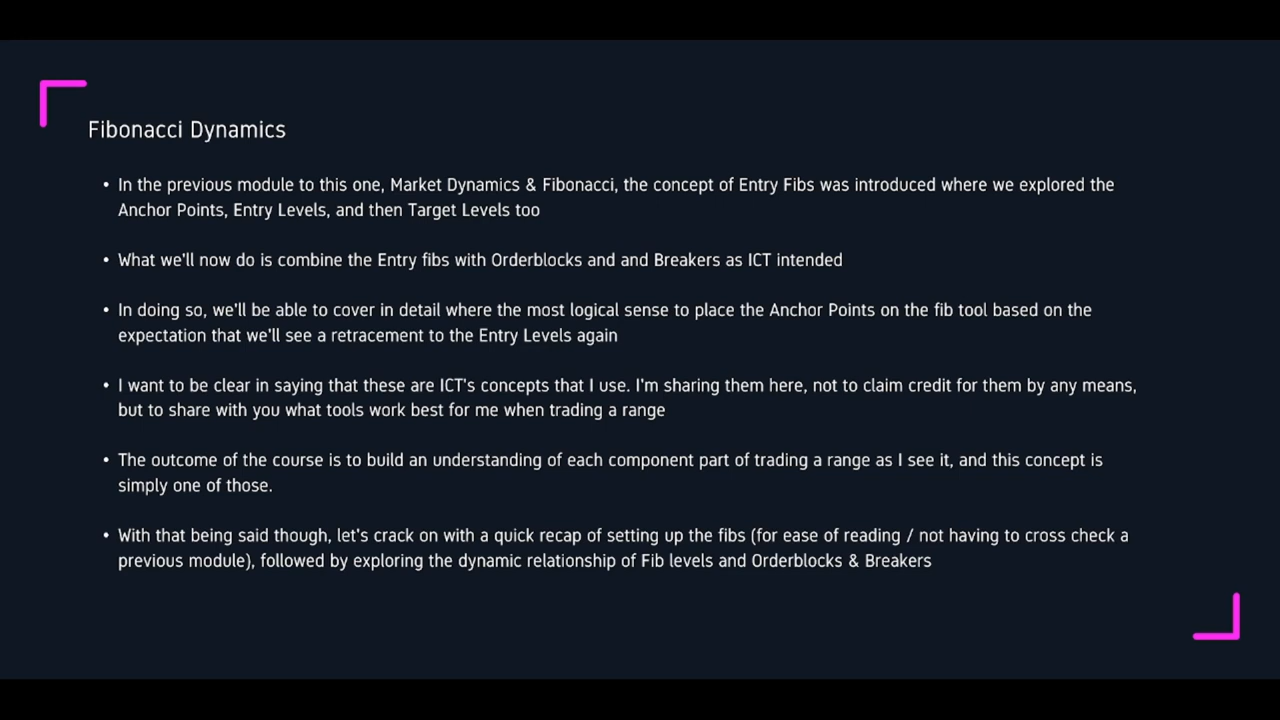 Fibonacci Dynamics
• In the previous module to this one, Market Dynamics & Fibonacci, the concept of Entry Fibs was introduced where we explored the
Anchor Points, Entry Levels, and then Target Levels too
• What we'll now do is combine the Entry fibs with Orderblocks and and Breakers as ICT intended
• In doing so, we'll be able to cover in detail where the most logical sense to place the Anchor Points on the fib tool based on the
expectation that we'll see a retracement to the Entry Levels again
• I want to be clear in saying that these are ICT's concepts that I use. I'm sharing them here, not to claim credit for them by any means,
but to share with you what tools work best for me when trading a range
• The outcome of the course is to build an understanding of each component part of trading a range as I see it, and this concept is
simply one of those.
• With that being said though, let's crack on with a quick recap of setting up the fibs (for ease of reading / not having to cross check a
previous module), followed by exploring the dynamic relationship of Fib levels and Orderblocks & Breakers